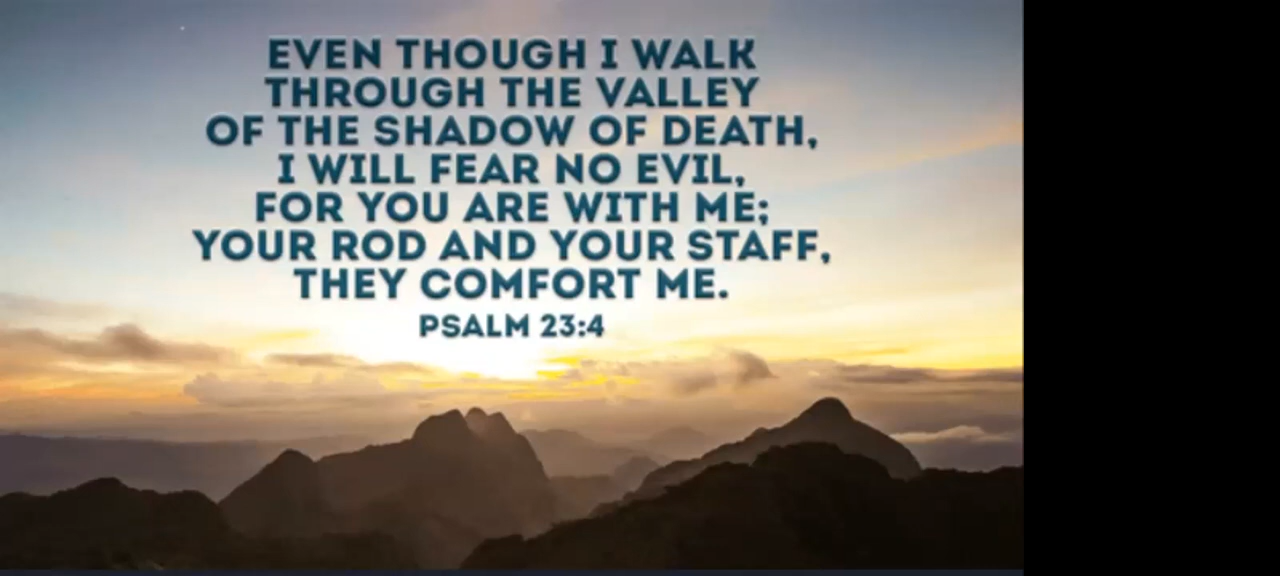 EVEN THOUGH I WALK
THROUGH THE VALLEY
OF THE SHADOW OF DEATH,
I WILL FEAR NO EVIL,
FOR YOU ARE WITH ME;
YOUR ROD AND YOUR STAFF,
THEY COMFORT ME.
PSALM 23:4